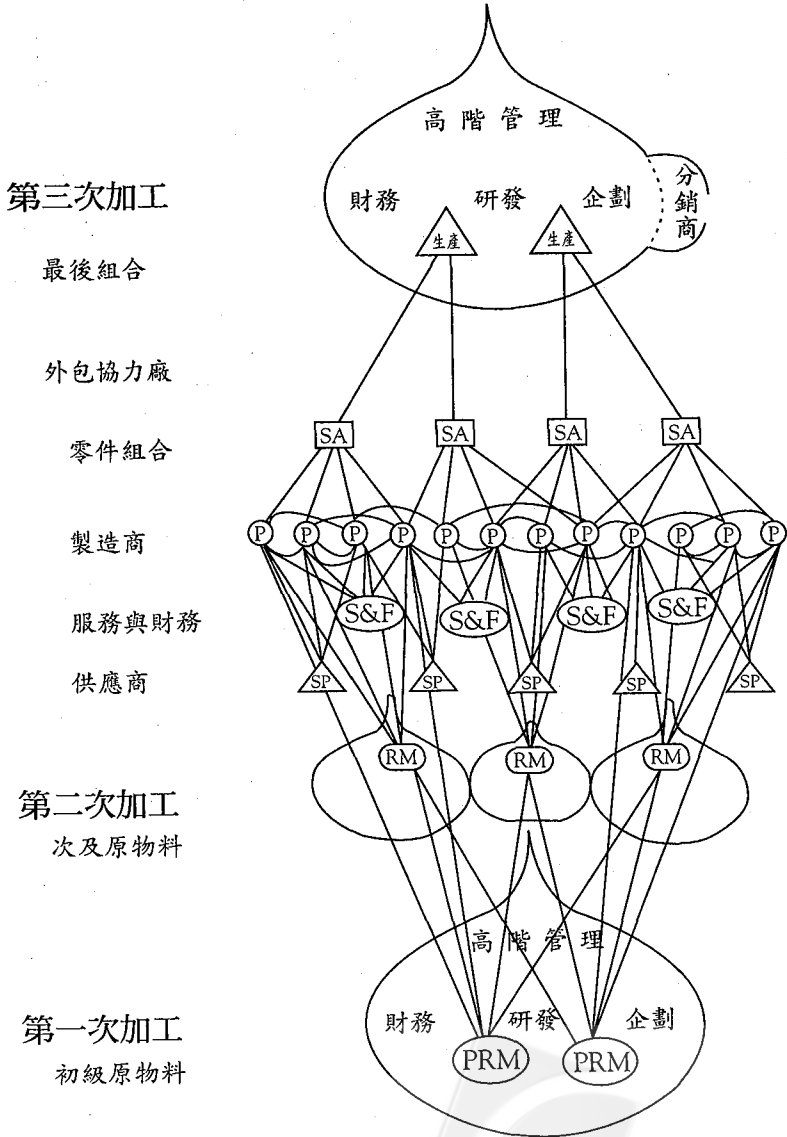 高階管理
第三次加工
財務 研發 企劃
分銷商
生產 生產
最後組合
外包協力廠
零件組合
SA SA SA SA
製造商
P P P P P P P P P P P P
服務與財務
S&F S&F S&F S&F
供應商
SP SP SP SP SP
RM RM RM
第二次加工
次及原物料
高階管理
第一次加工
財務 研發 企劃
初級原物料
PRM PRM